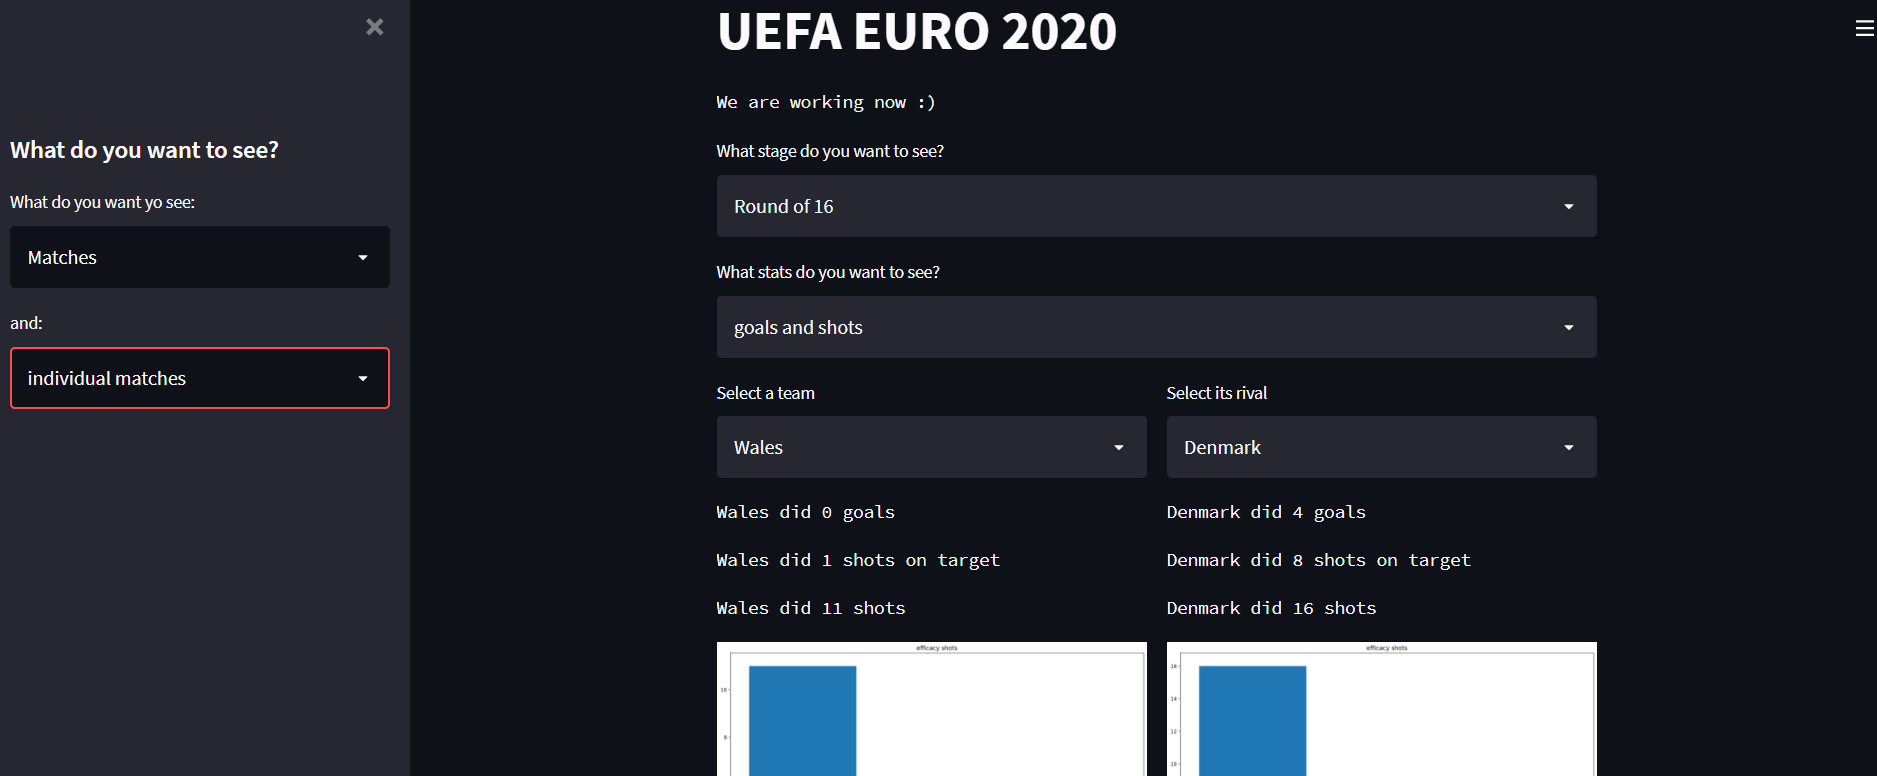 What do you want to see?
What do you want yo see:
Matches
and:
individual matches
UEFA EURO 2020
We are working now :)
What stage do you want to see?
Round of 16
What stats do you want to see?
goals and shots
Select a team
Wales
Select its rival
Denmark
Wales did 0 goals
Wales did 1 shots on target
Wales did 11 shots
Denmark did 4 goals
Denmark did 8 shots on target
Denmark did 16 shots
efficacy shots
10
8
efficacy shots
16
14
12
10